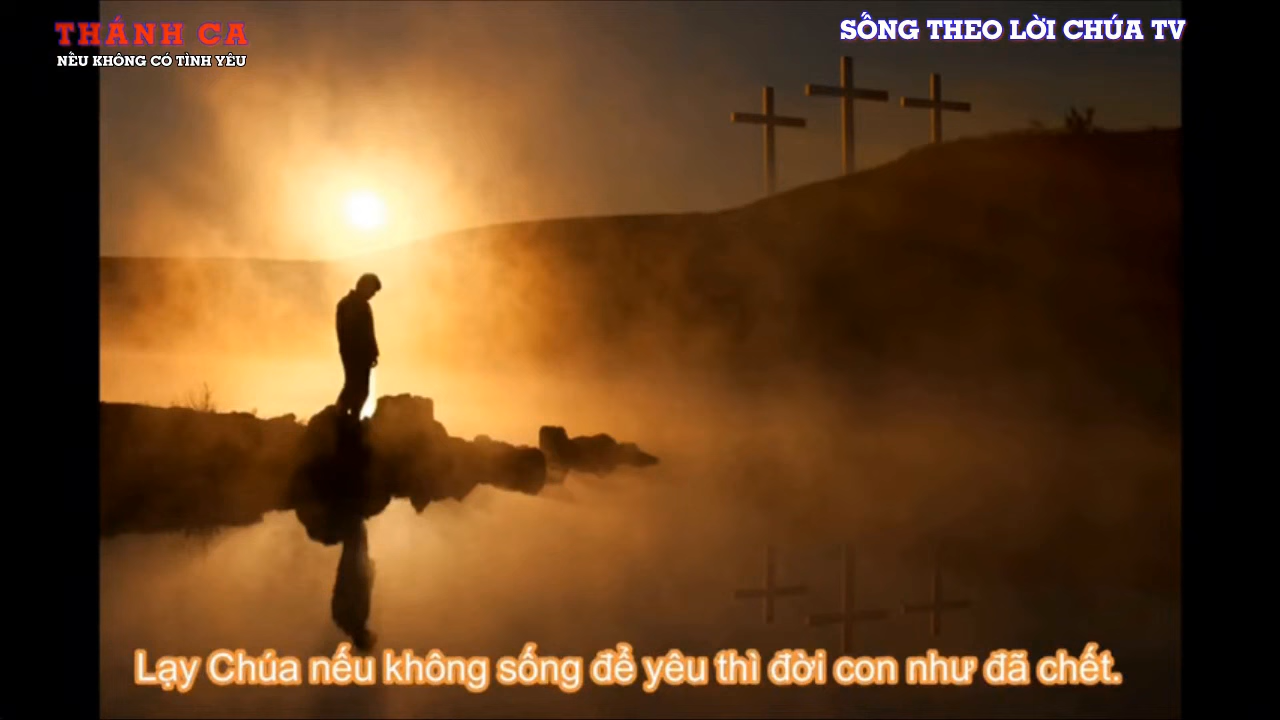 THÁNH CA
NỀU KHÔNG CÓ TÌNH YÊU
SỐNG THEO LỜI CHÚA TV
Lạy Chúa nếu không sống để yêu thì đời con như đã chết.